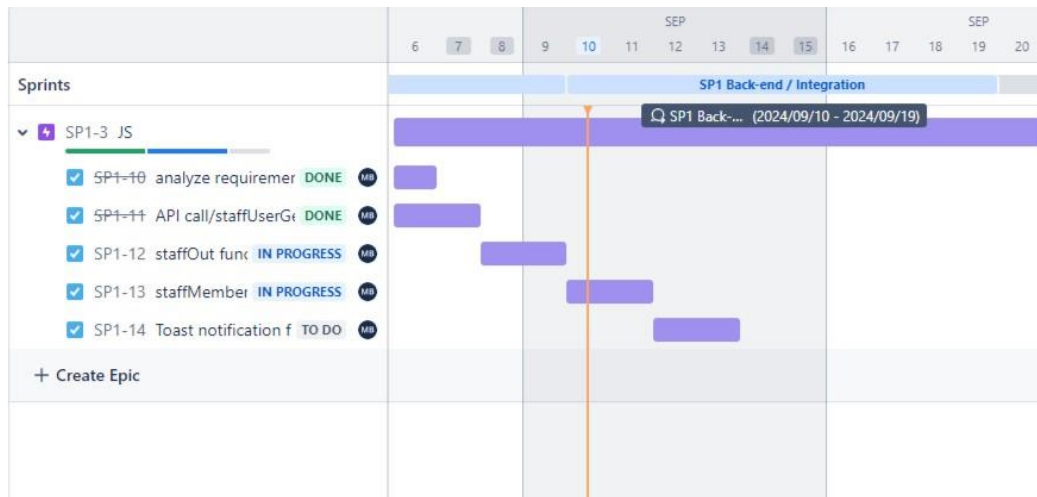 SEP SEP
6 7 8 9 10 11 12 13 14 15 16 17 18 19 20
Sprints SP1 Back-end / Integration
SP1 Back-... (2024/09/10 - 2024/09/19)
SP1-3 JS
SP1-10 analyze requiremen DONE MB
SP1-11 API call/staffUserGe DONE MB
SP1-12 staffOut func IN PROGRESS MB
SP1-13 staffMember IN PROGRESS MB
SP1-14 Toast notification f TO DO MB
+ Create Epic